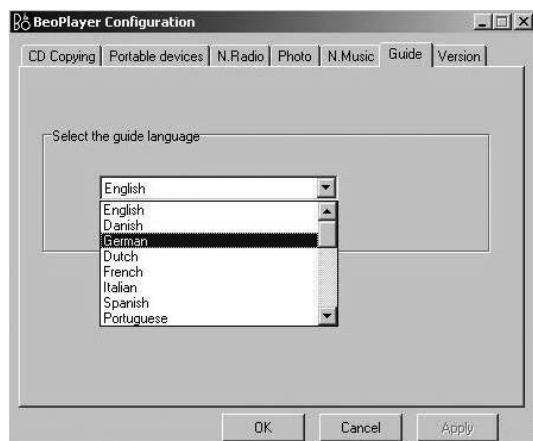 BeoPlayer Configuration
CD Copying Portable devices N.Radio Photo N.Music Guide Version
Select the guide language
English
English
Danish
German
Dutch
French
Italian
Spanish
Portuguese
OK Cancel Apply